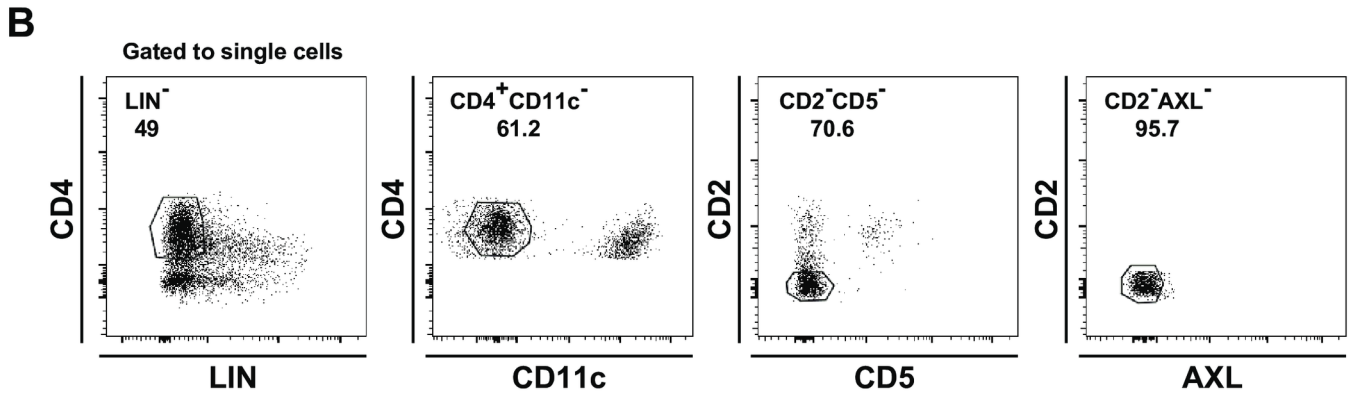 B
Gated to single cells
LIN⁻
49
CD4
LIN
CD4⁺CD11c⁻
61.2
CD4
CD11c
CD2⁻CD5⁻
70.6
CD2
CD5
CD2⁻AXL⁻
95.7
CD2
AXL